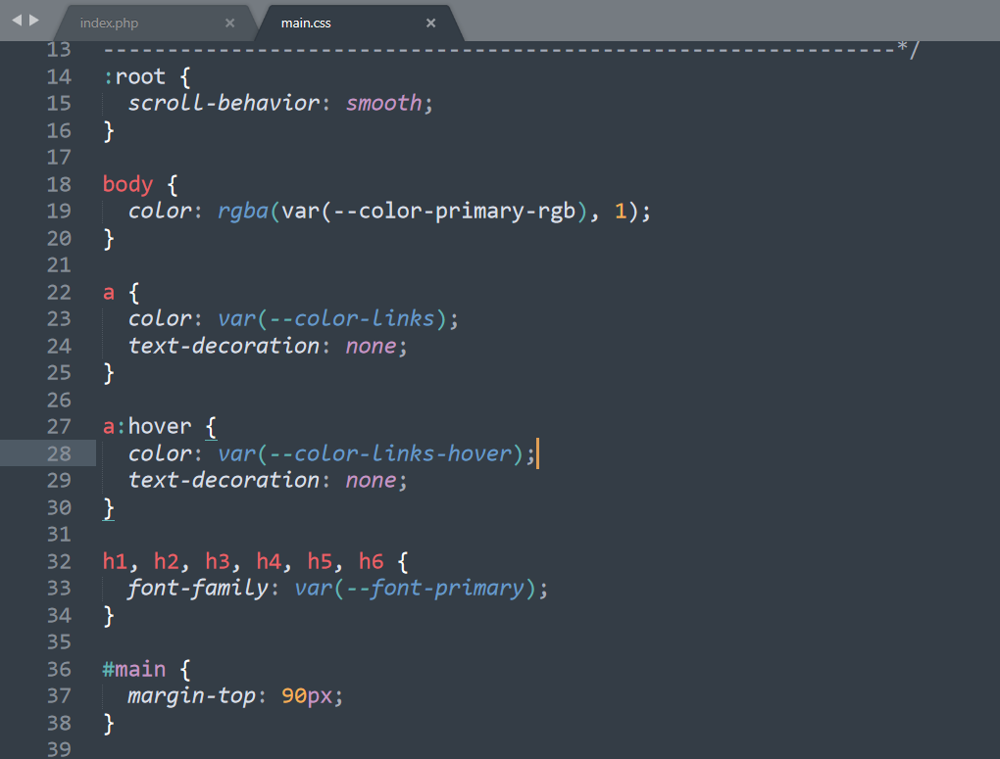 index.php × main.css ×
13 --------------------------------------------------------------*/
14 :root {
15   scroll-behavior: smooth;
16 }
17
18 body {
19   color: rgba(var(--color-primary-rgb), 1);
20 }
21
22 a {
23   color: var(--color-links);
24   text-decoration: none;
25 }
26
27 a:hover {
28   color: var(--color-links-hover);
29   text-decoration: none;
30 }
31
32 h1, h2, h3, h4, h5, h6 {
33   font-family: var(--font-primary);
34 }
35
36 #main {
37   margin-top: 90px;
38 }
39